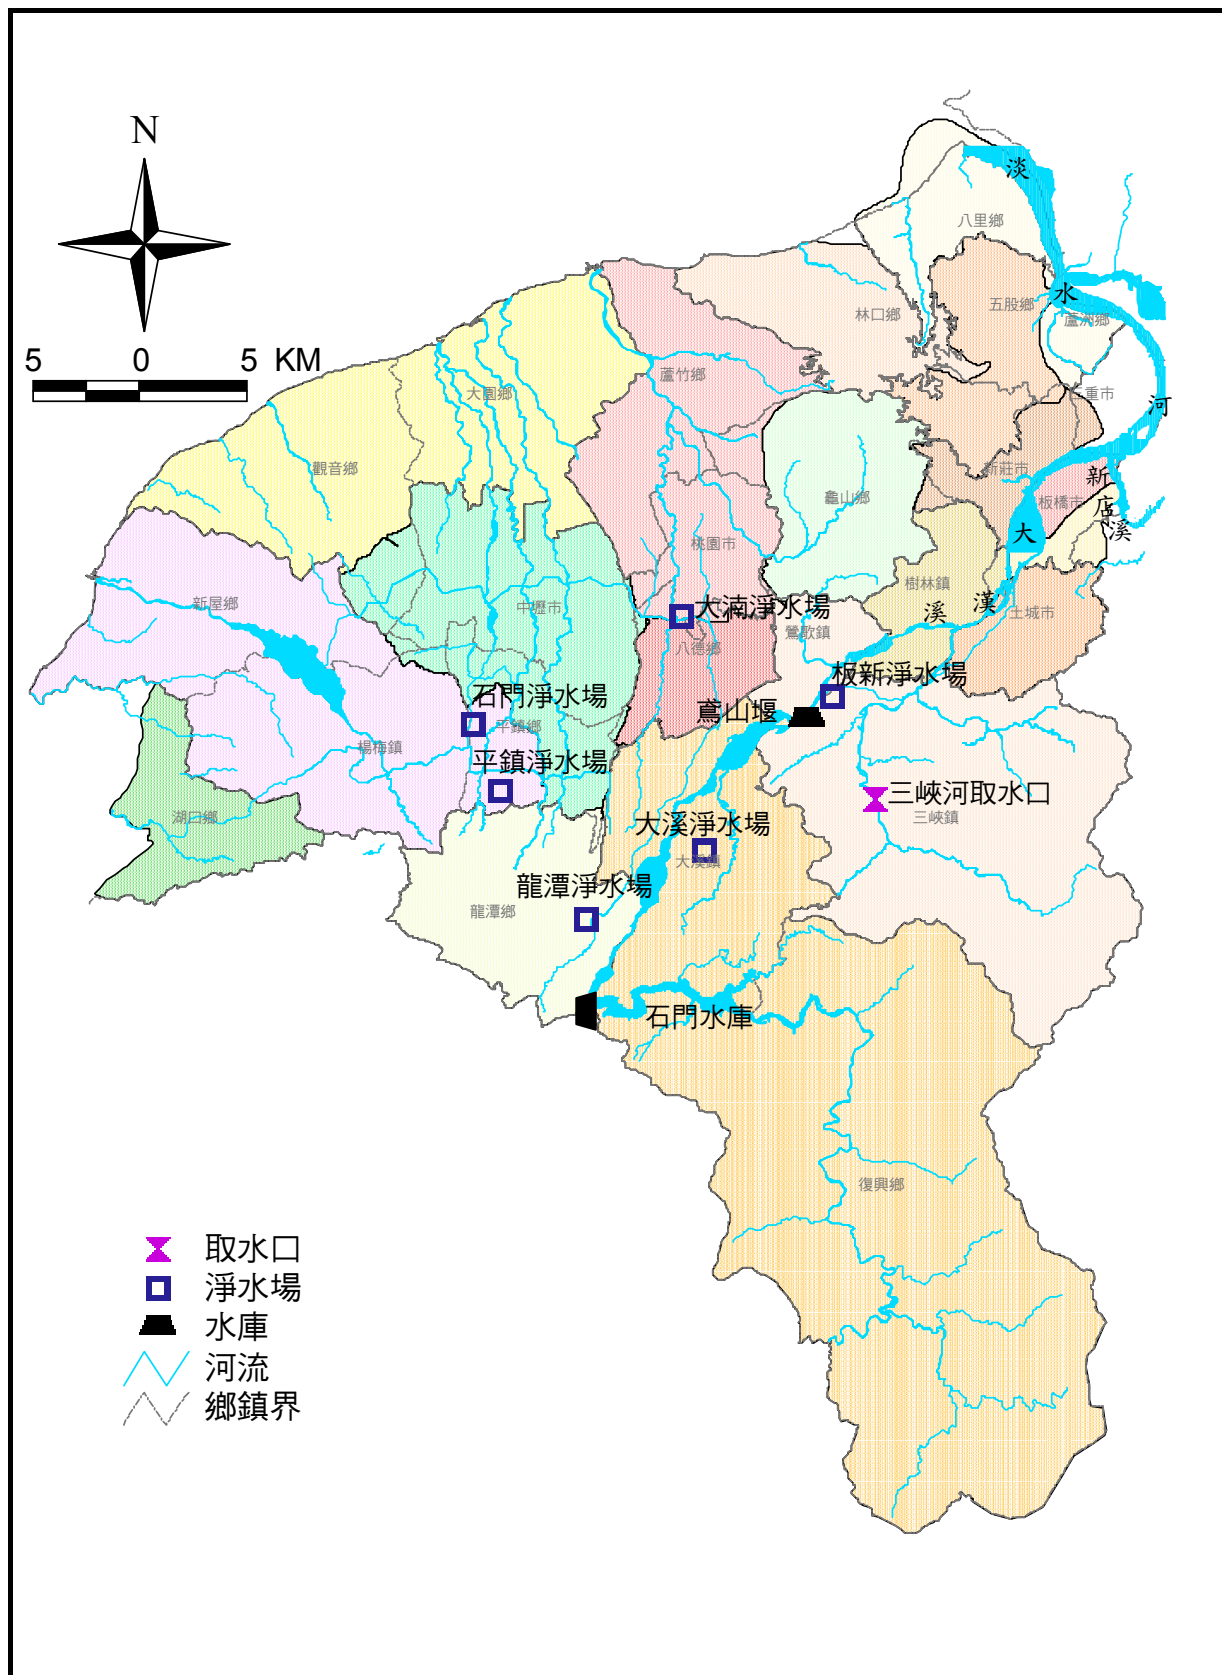 N
5 0 5 KM
淡
八里鄉
水
五股鄉
蘆洲鄉
林口鄉
蘆竹鄉
大園鄉
重市
河
觀音鄉
新莊市
新
龜山鄉
板橋市
店
大
溪
桃園市
樹林鎮
新屋鄉
中壢市
大湳淨水場
漢
溪
土城市
鶯歌鎮
八德鄉
板新淨水場
石門淨水場
鳶山堰
平鎮鄉
楊梅鎮
平鎮淨水場
三峽河取水口
湖口鄉
三峽鎮
大溪淨水場
大溪鎮
龍潭淨水場
龍潭鄉
石門水庫
復興鄉
取水口
淨水場
水庫
河流
鄉鎮界